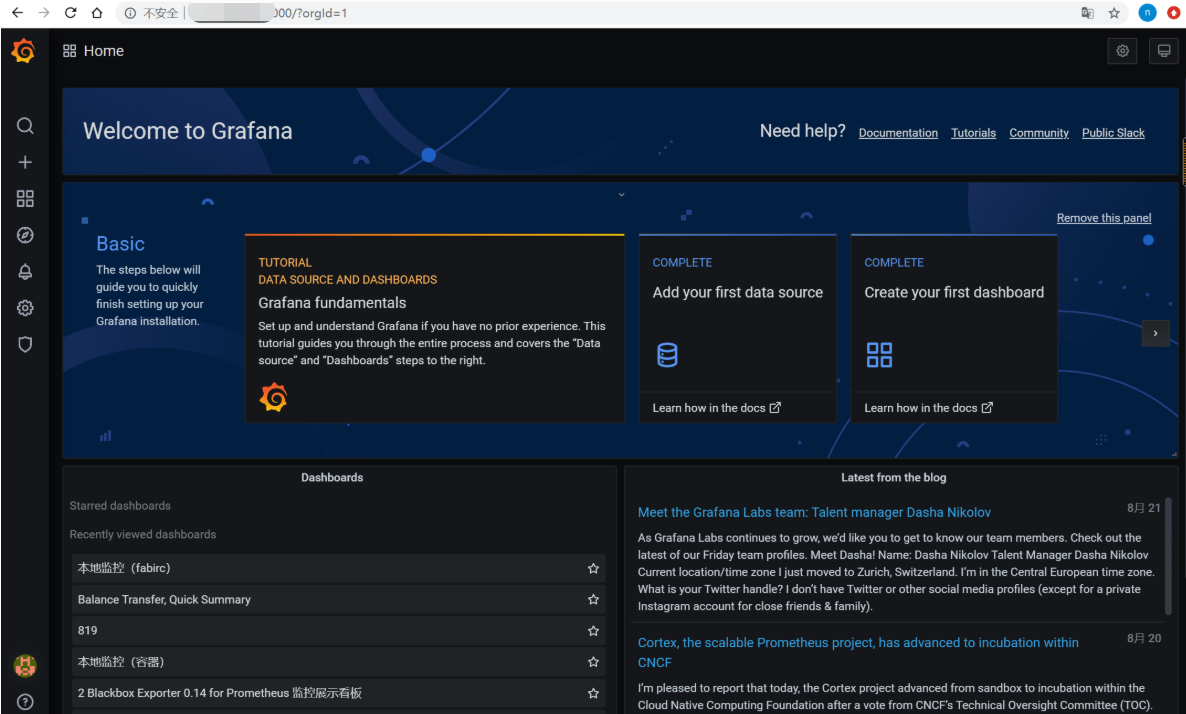 不安全
000/?orgId=1
n
Home
Welcome to Grafana
Need help? Documentation Tutorials Community Public Slack
Remove this panel
Basic
The steps below will
guide you to quickly
finish setting up your
Grafana installation.
TUTORIAL
DATA SOURCE AND DASHBOARDS
Grafana fundamentals
Set up and understand Grafana if you have no prior experience. This
tutorial guides you through the entire process and covers the “Data
source” and “Dashboards” steps to the right.
COMPLETE
Add your first data source
Learn how in the docs
COMPLETE
Create your first dashboard
Learn how in the docs
Dashboards
Starred dashboards
Recently viewed dashboards
本地监控（fabirc）
Balance Transfer, Quick Summary
819
本地监控（容器）
2 Blackbox Exporter 0.14 for Prometheus 监控展示看板
Latest from the blog
Meet the Grafana Labs team: Talent manager Dasha Nikolov
8月 21
As Grafana Labs continues to grow, we’d like you to get to know our team members. Check out the
latest of our Friday team profiles. Meet Dasha! Name: Dasha Nikolov Talent Manager Dasha Nikolov
Current location/time zone I just moved to Zurich, Switzerland. I’m in the Central European time zone.
What is your Twitter handle? I don’t have Twitter or other social media profiles (except for a private
Instagram account for close friends & family).
Cortex, the scalable Prometheus project, has advanced to incubation within
CNCF
8月 20
I’m pleased to report that today, the Cortex project advanced from sandbox to incubation within the
Cloud Native Computing Foundation after a vote from CNCF’s Technical Oversight Committee (TOC).